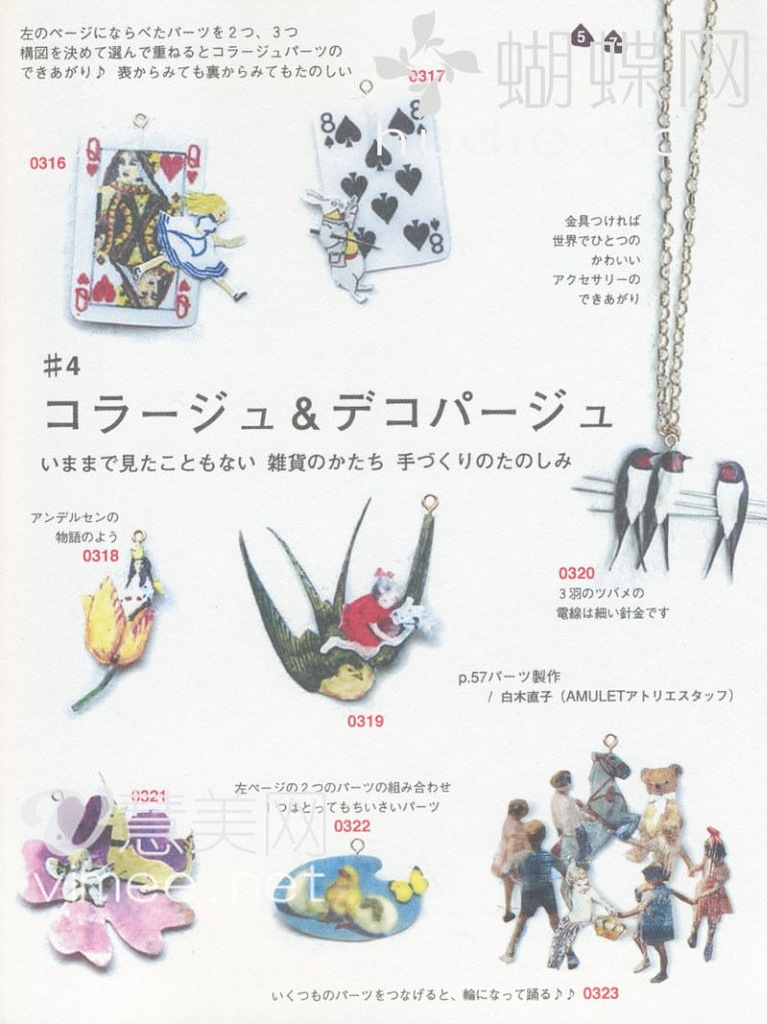 左のページにならべたパーツを２つ、３つ
構図を決めて選んで重ねるとコラージュパーツの
できあがり♪ 表からみても裏からみてもたのしい
5 7
蝴蝶网
0317
8
8
8
0316
Q
Q
Q
Q
金具つければ
世界でひとつの
かわいい
アクセサリーの
できあがり
♯4
コラージュ＆デコパージュ
いままで見たこともない 雑貨のかたち 手づくりのたのしみ
アンデルセンの
物語のよう
0318
0320
３羽のツバメの
電線は細い針金です
p.57パーツ製作
/ 白木直子（AMULETアトリエスタッフ）
0319
0321
慧美网
左ページの２つのパーツの組み合わせ
つはとってもちいさいパーツ
0322
いくつものパーツをつなげると、輪になって踊る♪♪ 0323